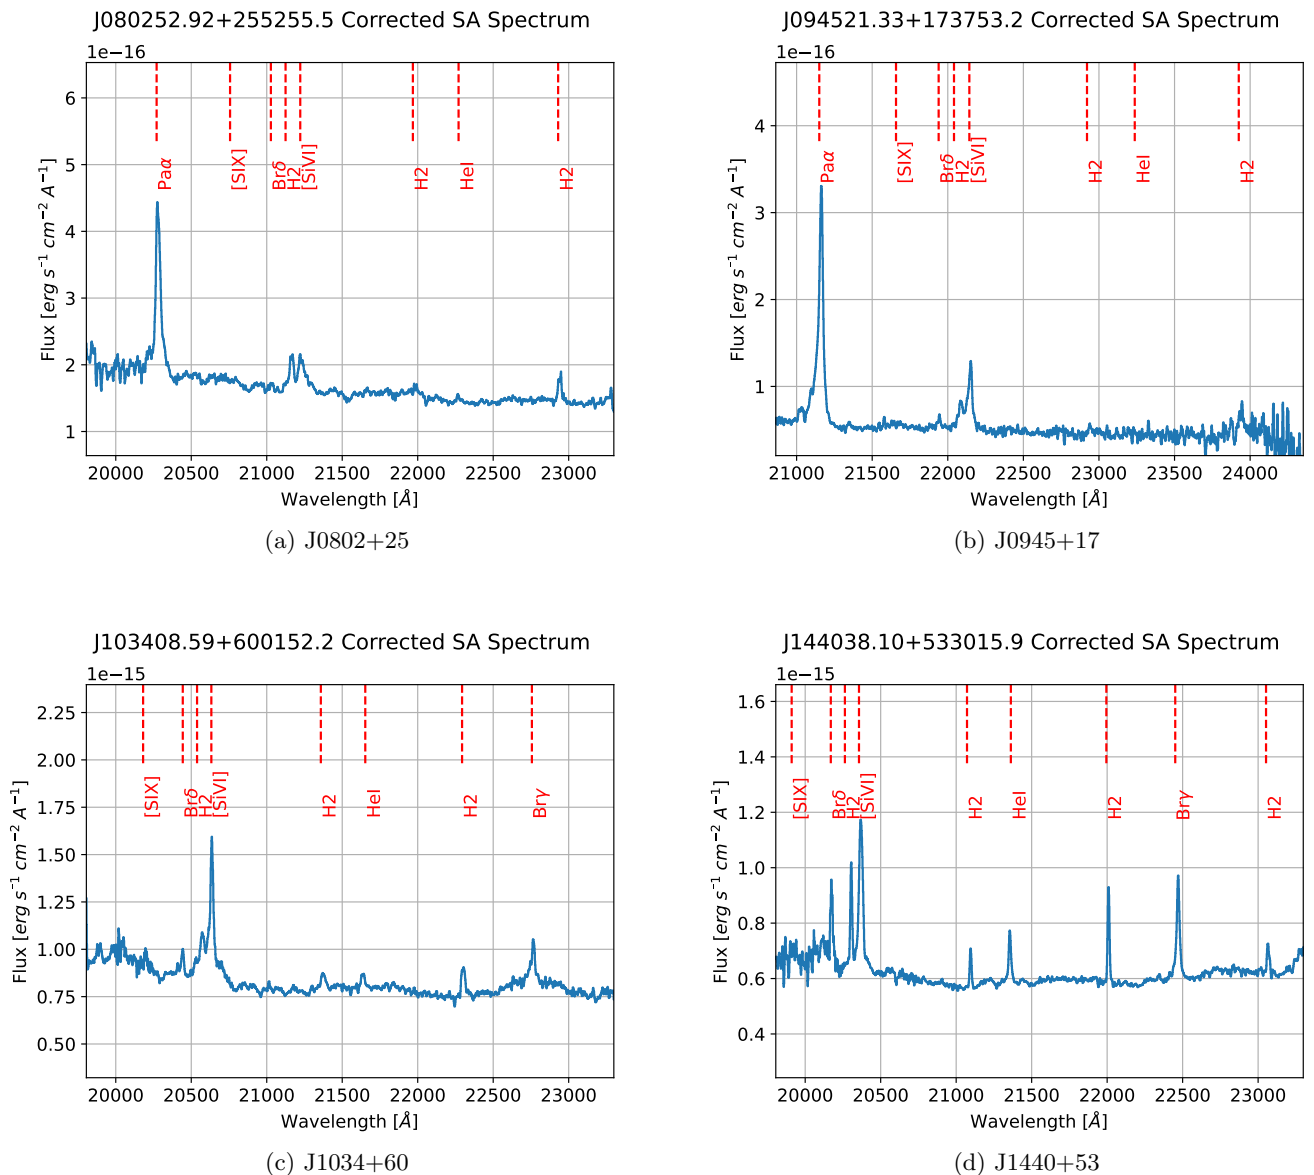 J080252.92+255255.5 Corrected SA Spectrum
1e−16
Paα
[SIX]
Brδ
H2
[SiVI]
H2
HeI
H2
6
5
4
3
2
1
Flux [erg s⁻¹ cm⁻² A⁻¹]
20000 20500 21000 21500 22000 22500 23000
Wavelength [Å]
(a) J0802+25
J094521.33+173753.2 Corrected SA Spectrum
1e−16
Paα
[SIX]
Brδ
H2
[SiVI]
H2
HeI
H2
4
3
2
1
Flux [erg s⁻¹ cm⁻² A⁻¹]
21000 21500 22000 22500 23000 23500 24000
Wavelength [Å]
(b) J0945+17
J103408.59+600152.2 Corrected SA Spectrum
1e−15
[SIX]
Brδ
H2
[SiVI]
H2
HeI
H2
Brγ
2.25
2.00
1.75
1.50
1.25
1.00
0.75
0.50
Flux [erg s⁻¹ cm⁻² A⁻¹]
20000 20500 21000 21500 22000 22500 23000
Wavelength [Å]
(c) J1034+60
J144038.10+533015.9 Corrected SA Spectrum
1e−15
[SIX]
Brδ
H2
[SiVI]
H2
HeI
H2
Brγ
H2
1.6
1.4
1.2
1.0
0.8
0.6
0.4
Flux [erg s⁻¹ cm⁻² A⁻¹]
20000 20500 21000 21500 22000 22500 23000
Wavelength [Å]
(d) J1440+53